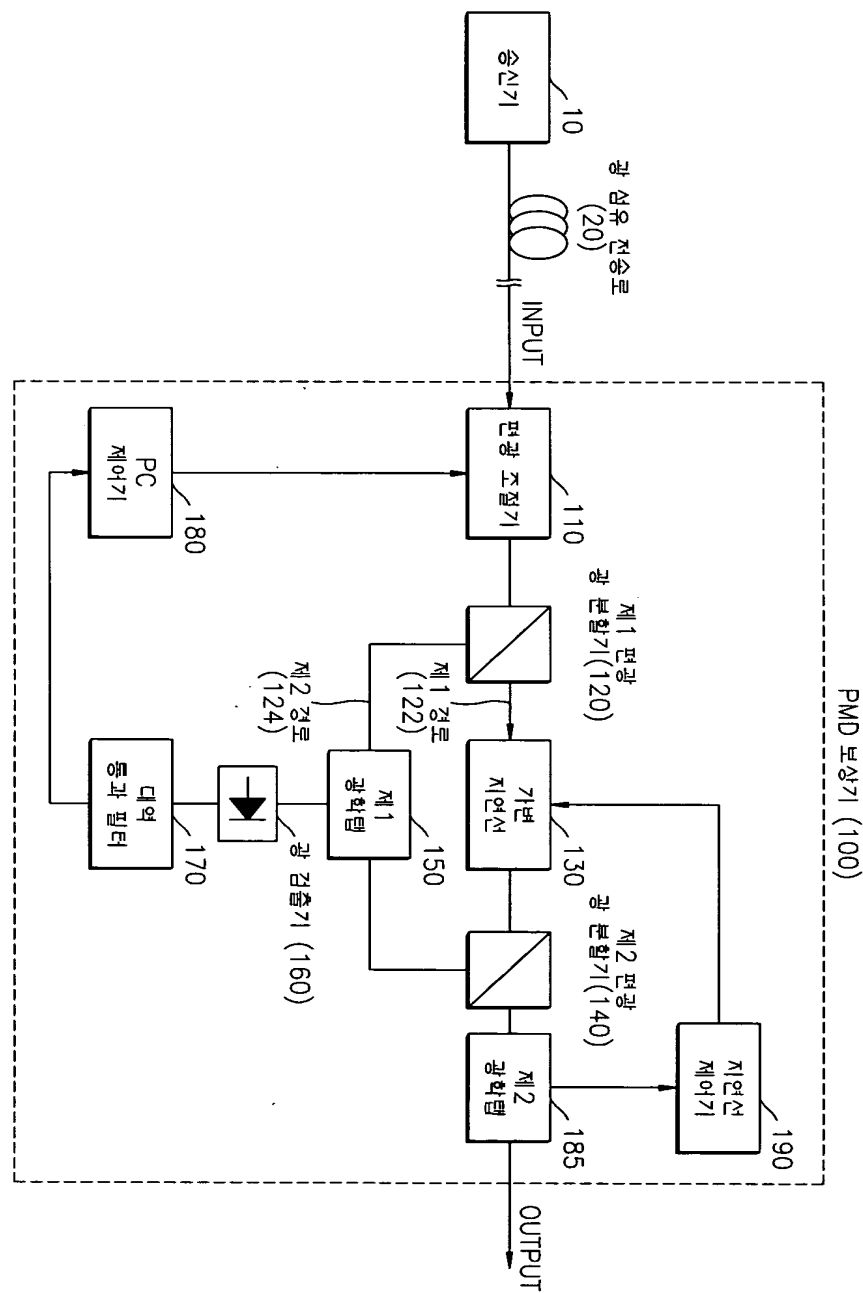 송신기
10
광 섬유 전송로
(20)
INPUT
PMD 보상기 (100)
편광 조절기
110
제1 편광
광 분할기(120)
제1 경로
(122)
제2 경로
(124)
가변
지연선
130
제2 편광
광 분할기(140)
제1
광학탭
150
광 검출기 (160)
대역
통과 필터
170
PC
제어기
180
제2
광학탭
185
지연선
제어기
190
OUTPUT